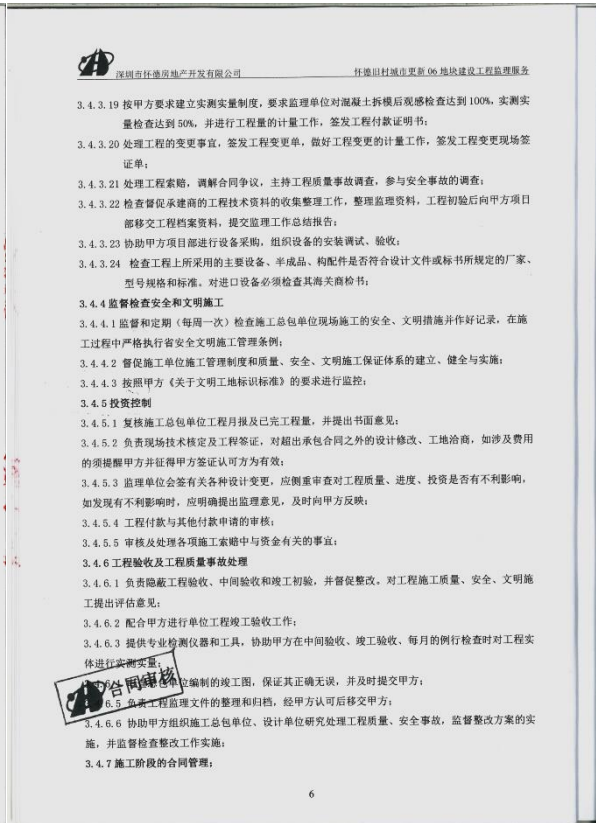 深圳市怀德房地产开发有限公司 怀德旧村城市更新06地块建设工程监理服务
3.4.3.19 按甲方要求建立实测实量制度，要求监理单位对混凝土拆模后观感检查达到100%，实测实
量检查达到50%，并进行工程量的计量工作，签发工程付款证明书；
3.4.3.20 处理工程的变更事宜，签发工程变更单，做好工程变更的计量工作，签发工程变更现场签
证单；
3.4.3.21 处理工程索赔，调解合同争议，主持工程质量事故调查，参与安全事故的调查；
3.4.3.22 检查督促承建商的工程技术资料的收集整理工作，整理监理资料，工程初验后向甲方项目
部移交工程档案资料，提交监理工作总结报告；
3.4.3.23 协助甲方项目部进行设备采购，组织设备的安装调试、验收；
3.4.3.24 检查工程上所采用的主要设备、半成品、构配件是否符合设计文件或标书所规定的厂家、
型号规格和标准。对进口设备必须检查其海关商检书；
3.4.4 监督检查安全和文明施工
3.4.4.1 监督和定期（每周一次）检查施工总包单位现场施工的安全、文明措施并作好记录，在施
工过程中严格执行省安全文明施工管理条例；
3.4.4.2 督促施工单位施工管理制度和质量、安全、文明施工保证体系的建立、健全与实施；
3.4.4.3 按照甲方《关于文明工地标识标准》的要求进行监控；
3.4.5 投资控制
3.4.5.1 复核施工总包单位工程月报及已完工程量，并提出书面意见；
3.4.5.2 负责现场技术核定及工程签证，对超出承包合同之外的设计修改、工地洽商，如涉及费用
的须提醒甲方并征得甲方签证认可方为有效；
3.4.5.3 监理单位会签有关各种设计变更，应侧重审查对工程质量、进度、投资是否有不利影响，
如发现有不利影响时，应明确提出监理意见，及时向甲方反映；
3.4.5.4 工程付款与其他付款申请的审核；
3.4.5.5 审核及处理各项施工索赔中与资金有关的事宜；
3.4.6 工程验收及工程质量事故处理
3.4.6.1 负责隐蔽工程验收、中间验收和竣工初验，并督促整改。对工程施工质量、安全、文明施
工提出评估意见；
3.4.6.2 配合甲方进行单位工程竣工验收工作；
3.4.6.3 提供专业检测仪器和工具，协助甲方在中间验收、竣工验收、每月的例行检查时对工程实
体进行实测实量；
3.4.6.4 包单位编制的竣工图，保证其正确无误，并及时提交甲方；
合同审核
3.4.6.5 负责工程监理文件的整理和归档，经甲方认可后移交甲方；
3.4.6.6 协助甲方组织施工总包单位、设计单位研究处理工程质量、安全事故，监督整改方案的实
施，并监督检查整改工作实施；
3.4.7 施工阶段的合同管理；
6